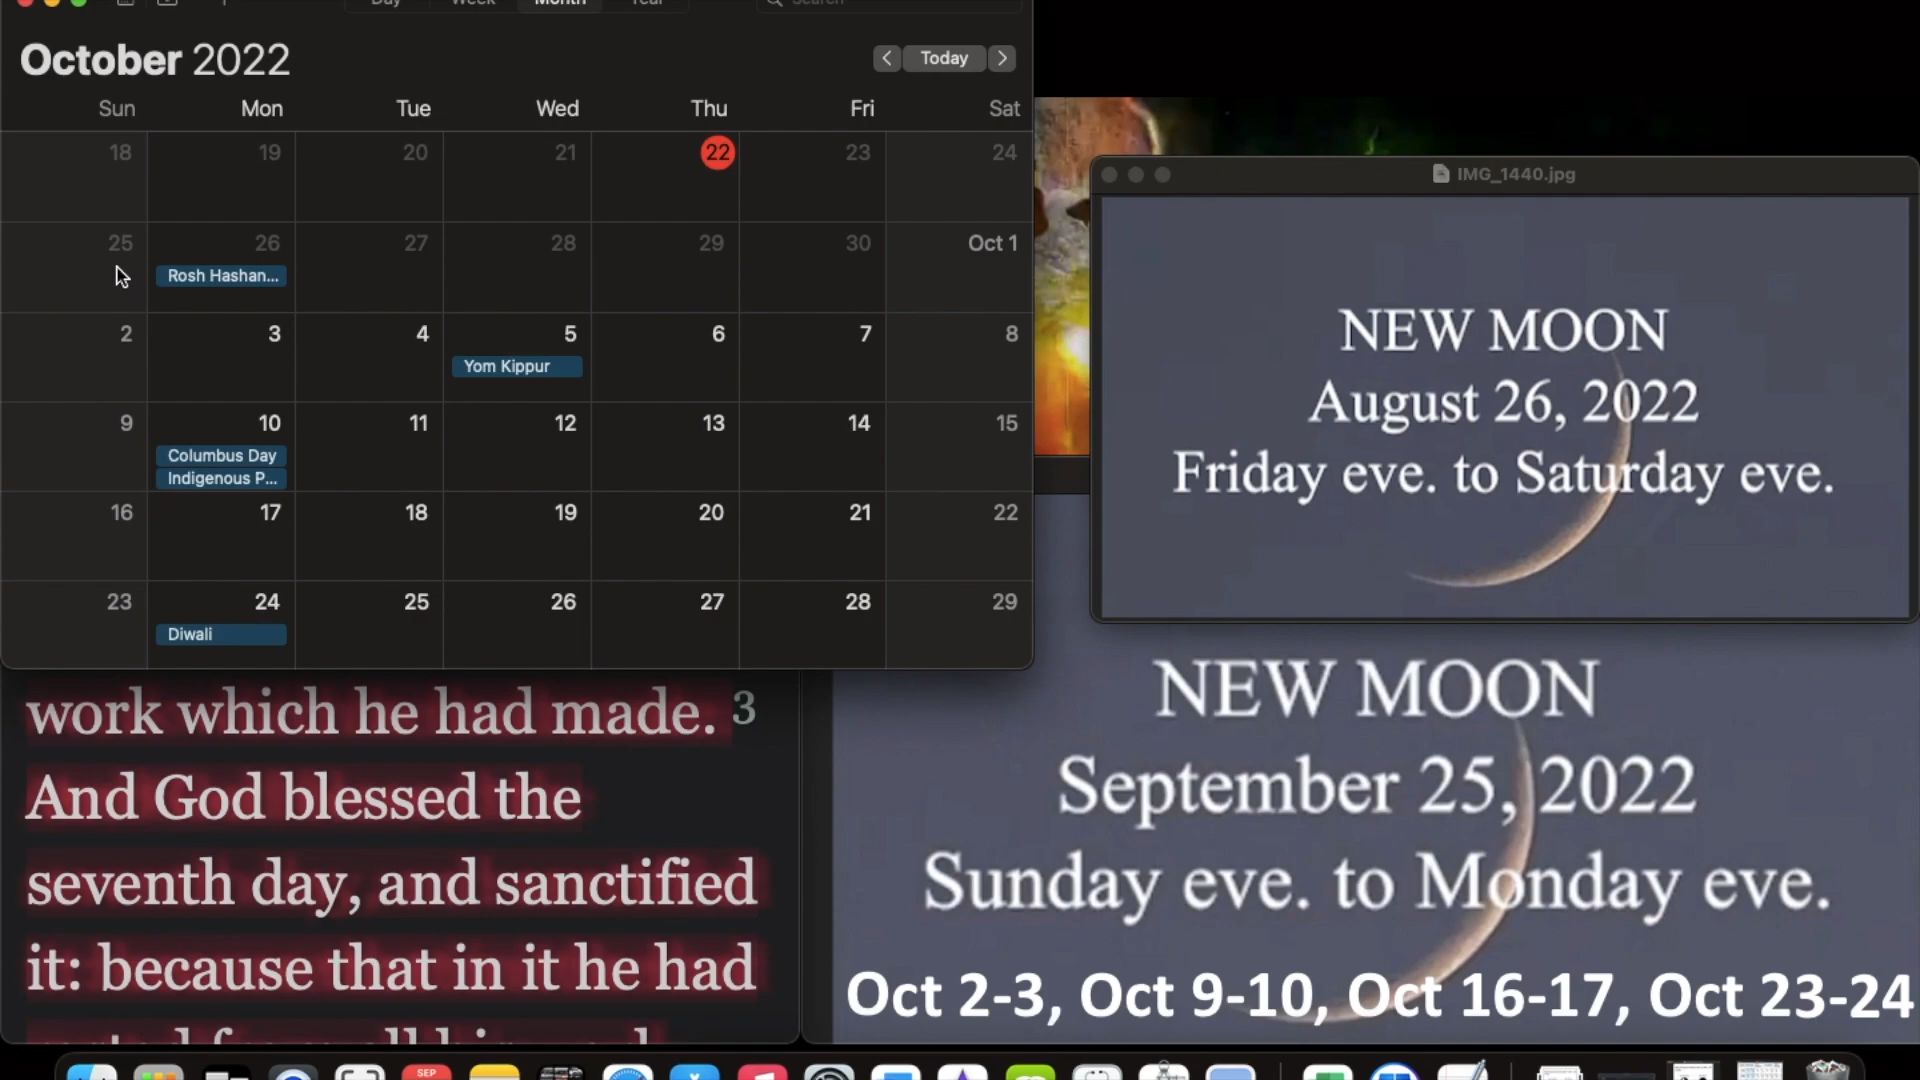 Day Week Month Year Search
October 2022
Today
Sun Mon Tue Wed Thu Fri Sat
18 19 20 21 22 23 24
25 26 27 28 29 30 Oct 1
Rosh Hashan...
2 3 4 5 6 7 8
Yom Kippur
9 10 11 12 13 14 15
Columbus Day
Indigenous P...
16 17 18 19 20 21 22
23 24 25 26 27 28 29
Diwali
IMG_1440.jpg
NEW MOON
August 26, 2022
Friday eve. to Saturday eve.
work which he had made. 3
And God blessed the
seventh day, and sanctified
it: because that in it he had
NEW MOON
September 25, 2022
Sunday eve. to Monday eve.
Oct 2-3, Oct 9-10, Oct 16-17, Oct 23-24
SEP